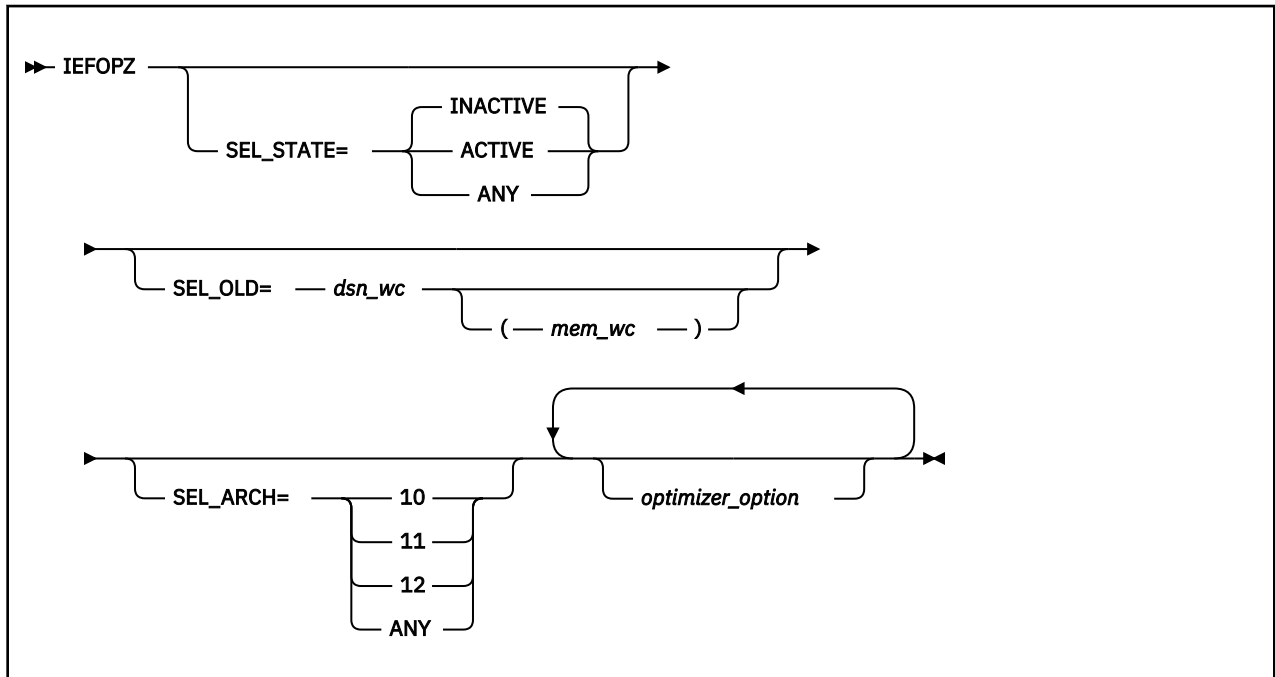 IEFOPZ
INACTIVE
SEL_STATE= ACTIVE
ANY
SEL_OLD= dsn_wc
( mem_wc )
SEL_ARCH= 10 optimizer_option
11
12
ANY